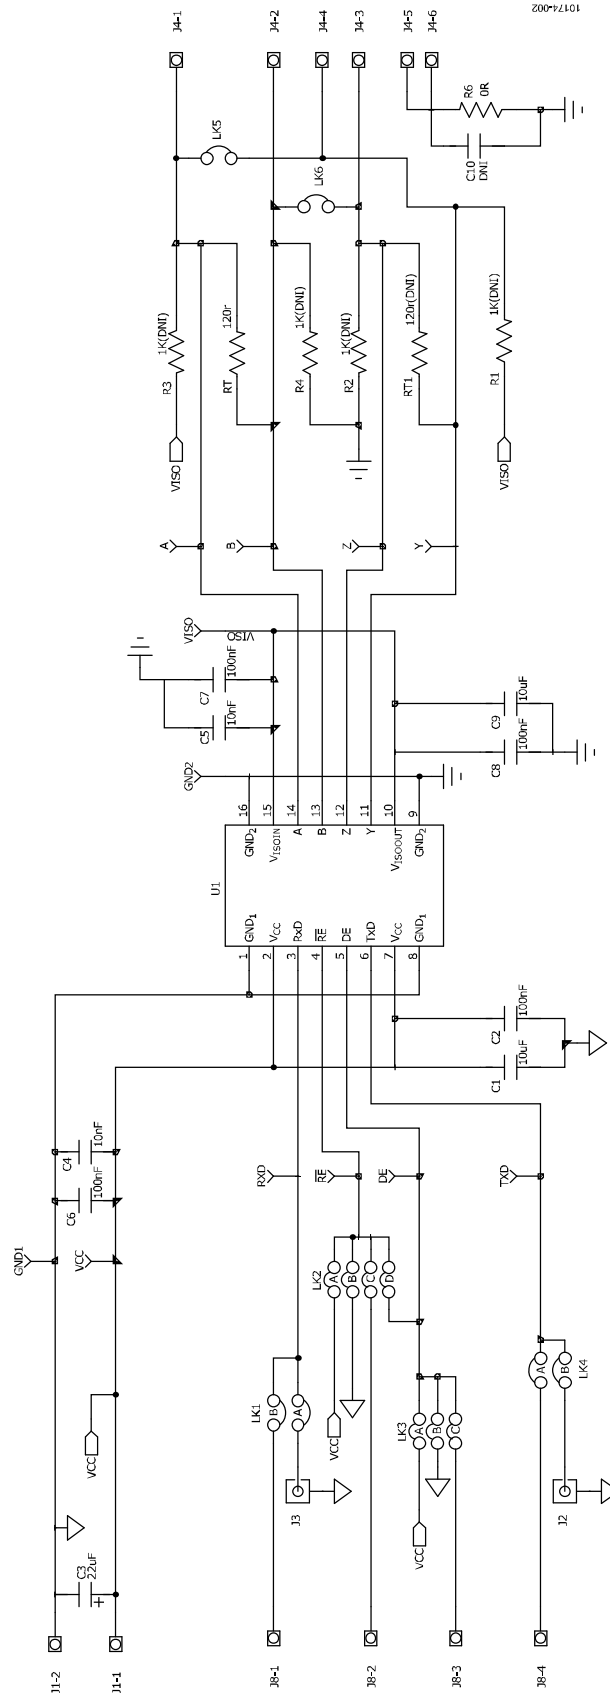 10174-002
J4-1
J4-2
J4-4
J4-3
J4-5
J4-6
R6
0R
C10
DNI
LK5
LK6
R3
1K(DNI)
RT
120r
R4
1K(DNI)
R2
1K(DNI)
RT1
120r(DNI)
R1
1K(DNI)
VISO
VISO
A
B
Z
Y
VISO
VISO
C7
100nF
C5
10nF
C9
10uF
C8
100nF
GND2
16
15
14
13
12
11
10
9
GND2
VISOIN
A
B
Z
Y
VISOOUT
GND2
U1
GND1
VCC
RxD
RE
DE
TxD
VCC
GND1
1
2
3
4
5
6
7
8
C2
100nF
C1
10uF
C4
10nF
C6
100nF
GND1
VCC
RXD
RE
DE
TXD
LK2
A
B
C
D
LK1
B
A
VCC
LK3
A
B
C
LK4
A
B
VCC
J3
VCC
J2
C3
22uF
+
J1-2
J1-1
J8-1
J8-2
J8-3
J8-4